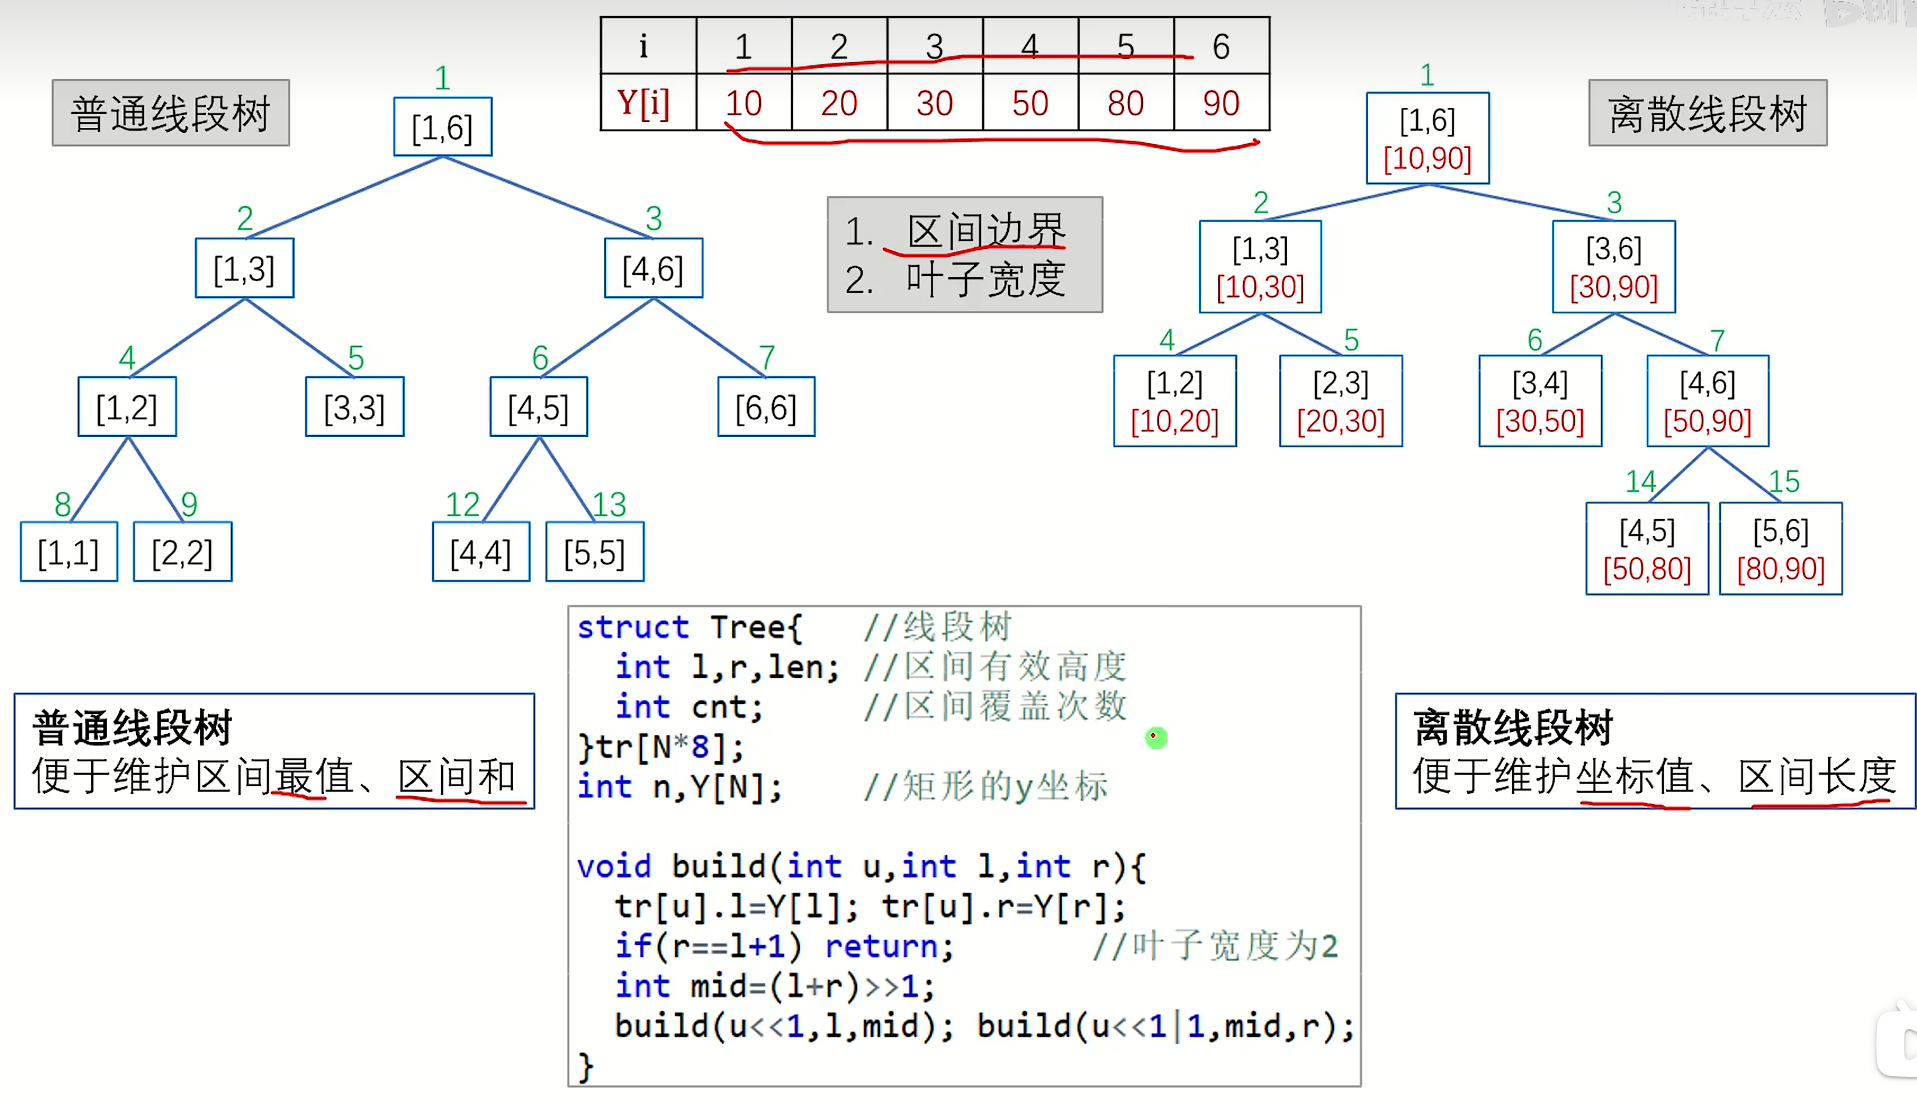 i 1 2 3 4 5 6
Y[i] 10 20 30 50 80 90
普通线段树
1
[1,6]
2 3
[1,3] [4,6]
4 5 6 7
[1,2] [3,3] [4,5] [6,6]
8 9 12 13
[1,1] [2,2] [4,4] [5,5]
1. 区间边界
2. 叶子宽度
离散线段树
1
[1,6]
[10,90]
2 3
[1,3] [3,6]
[10,30] [30,90]
4 5 6 7
[1,2] [2,3] [3,4] [4,6]
[10,20] [20,30] [30,50] [50,90]
14 15
[4,5] [5,6]
[50,80] [80,90]
普通线段树
便于维护区间最值、区间和
struct Tree{ //线段树
int l,r,len; //区间有效高度
int cnt; //区间覆盖次数
}tr[N*8];
int n,Y[N]; //矩形的y坐标
void build(int u,int l,int r){
tr[u].l=Y[l]; tr[u].r=Y[r];
if(r==l+1) return; //叶子宽度为2
int mid=(l+r)>>1;
build(u<<1,l,mid); build(u<<1|1,mid,r);
}
离散线段树
便于维护坐标值、区间长度